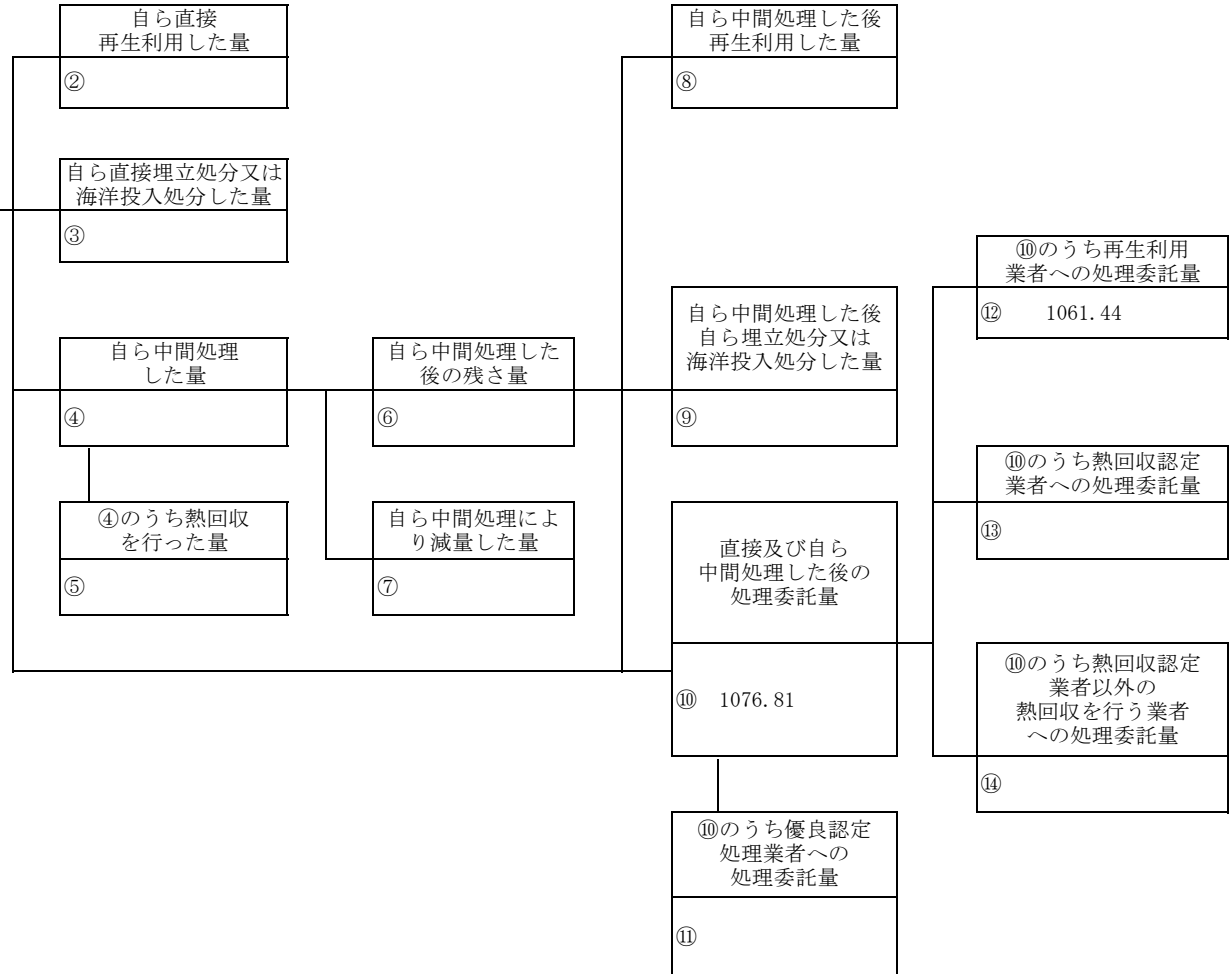 自ら直接
再生利用した量
②
自ら直接埋立処分又は
海洋投入処分した量
③
自ら中間処理
した量
④
④のうち熱回収
を行った量
⑤
自ら中間処理した
後の残さ量
⑥
自ら中間処理によ
り減量した量
⑦
自ら中間処理した後
再生利用した量
⑧
自ら中間処理した後
自ら埋立処分又は
海洋投入処分した量
⑨
直接及び自ら
中間処理した後の
処理委託量
⑩ 1076.81
⑩のうち優良認定
処理業者への
処理委託量
⑪
⑩のうち再生利用
業者への処理委託量
⑫ 1061.44
⑩のうち熱回収認定
業者への処理委託量
⑬
⑩のうち熱回収認定
業者以外の
熱回収を行う業者
への処理委託量
⑭